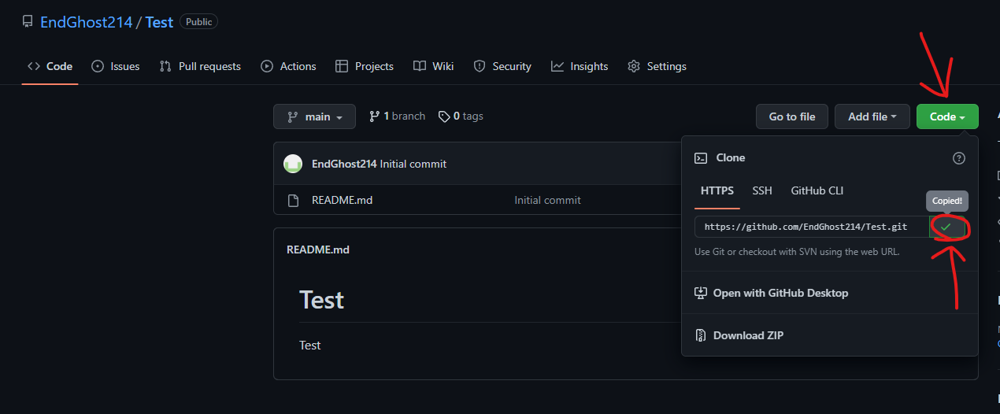 EndGhost214 / Test Public
Code Issues Pull requests Actions Projects Wiki Security Insights Settings
main 1 branch 0 tags Go to file Add file Code
EndGhost214 Initial commit
README.md Initial commit
README.md
Test
Test
Clone
HTTPS SSH GitHub CLI
Copied!
https://github.com/EndGhost214/Test.git
Use Git or checkout with SVN using the web URL.
Open with GitHub Desktop
Download ZIP